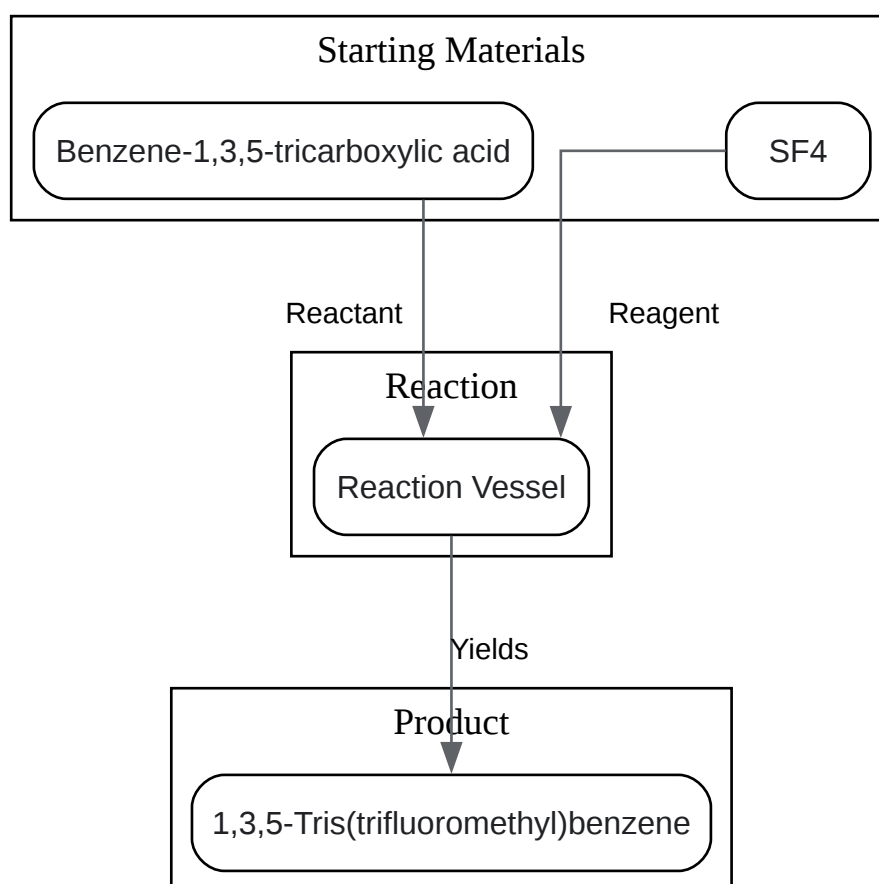 Starting Materials
Benzene-1,3,5-tricarboxylic acid
SF4
Reactant
Reagent
Reaction
Reaction Vessel
Yields
Product
1,3,5-Tris(trifluoromethyl)benzene